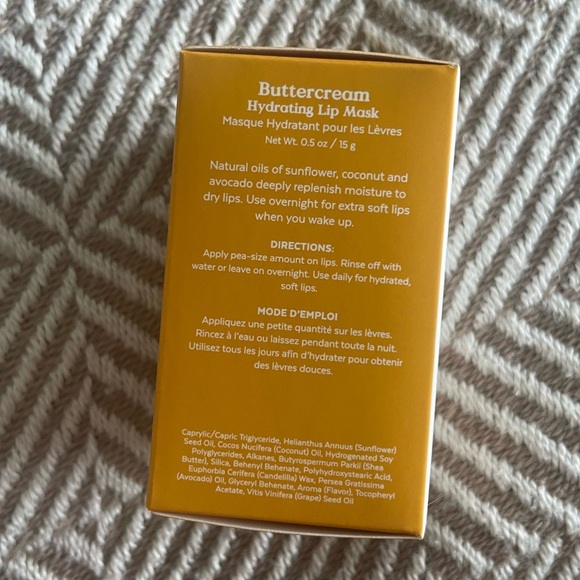 Buttercream
Hydrating Lip Mask
Masque Hydratant pour les Lèvres
Net Wt. 0.5 oz / 15 g
Natural oils of sunflower, coconut and
avocado deeply replenish moisture to
dry lips. Use overnight for extra soft lips
when you wake up.
DIRECTIONS:
Apply pea-size amount on lips. Rinse off with
water or leave on overnight. Use daily for hydrated,
soft lips.
MODE D'EMPLOI
Appliquez une petite quantité sur les lèvres.
Rincez à l'eau ou laissez pendant toute la nuit.
Utilisez tous les jours afin d'hydrater pour obtenir
des lèvres douces.
Caprylic/Capric Triglyceride, Helianthus Annuus (Sunflower)
Seed Oil, Cocos Nucifera (Coconut) Oil, Hydrogenated Soy
Polyglycerides, Alkanes, Butyrospermum Parkii (Shea
Butter), Silica, Behenyl Behenate, Polyhydroxystearic Acid,
Euphorbia Cerifera (Candelilla) Wax, Persea Gratissima
(Avocado) Oil, Glyceryl Behenate, Aroma (Flavor), Tocopheryl
Acetate, Vitis Vinifera (Grape) Seed Oil